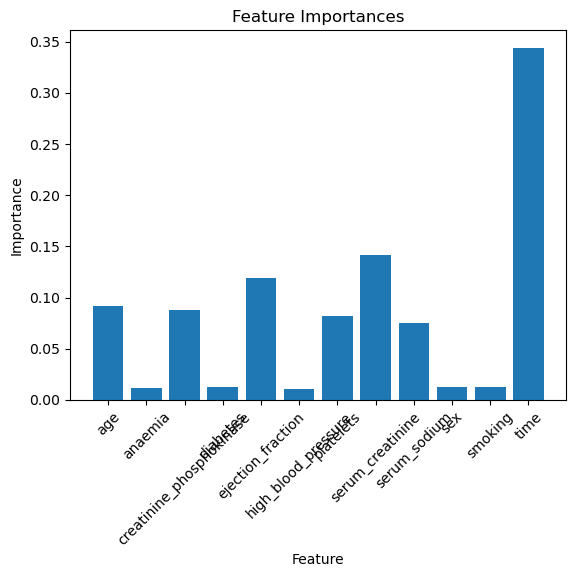 Feature Importances
0.35
0.30
0.25
0.20
0.15
0.10
0.05
0.00
Importance
age
anaemia
creatinine_phosphokinase
diabetes
ejection_fraction
high_blood_pressure
platelets
serum_creatinine
serum_sodium
sex
smoking
time
Feature